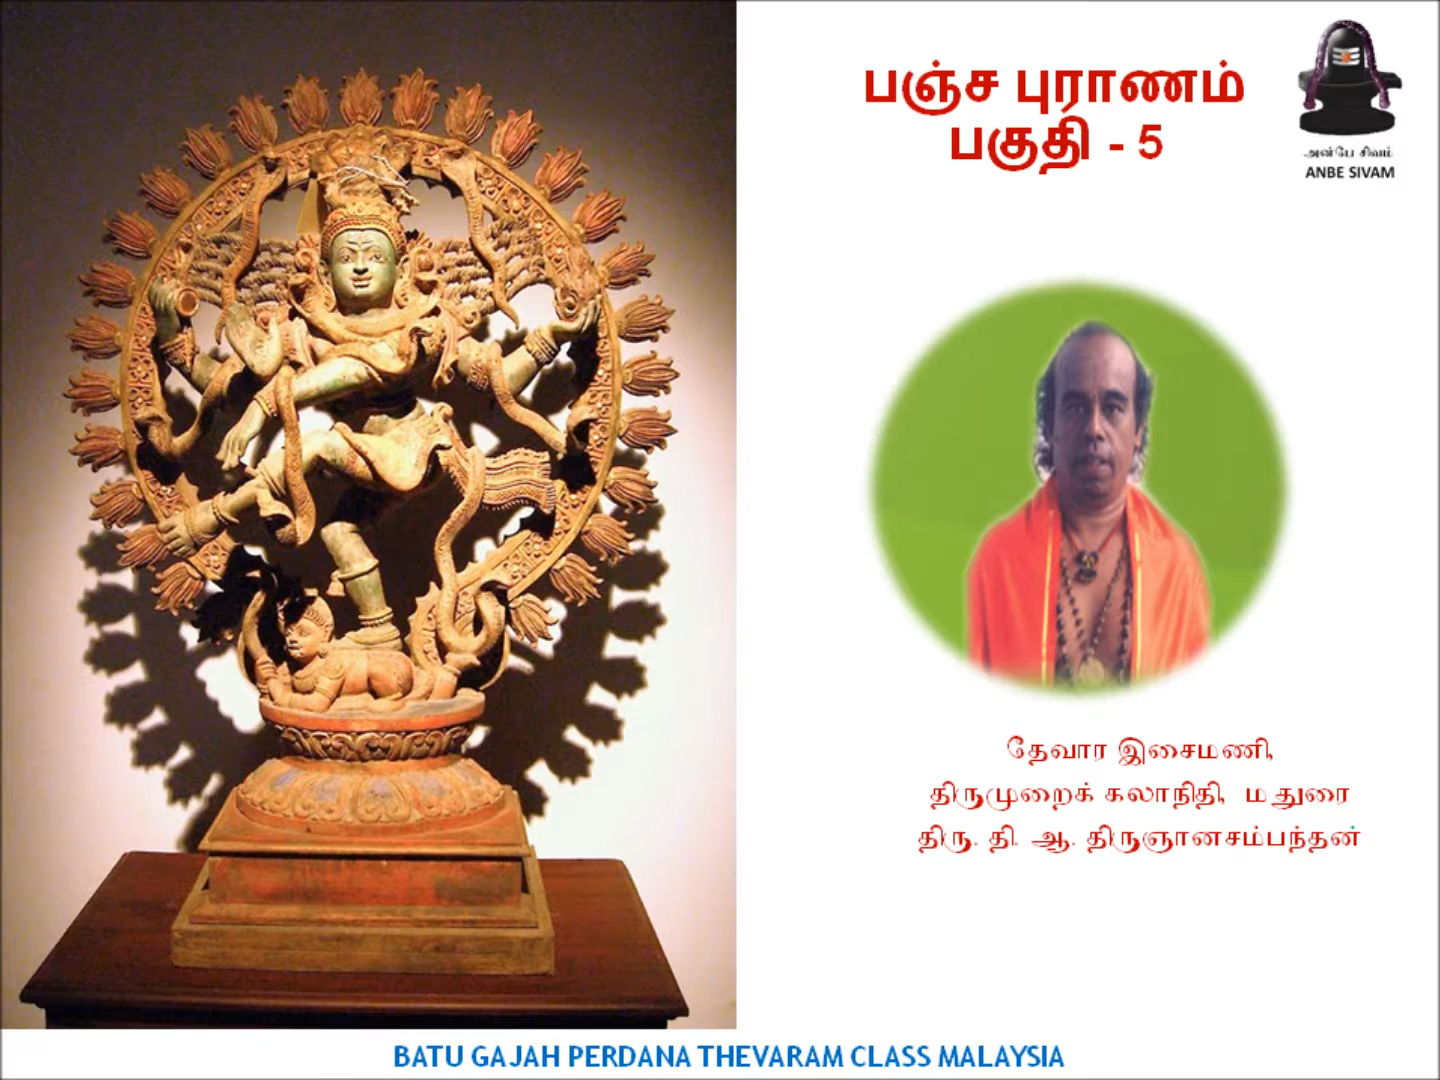 பஞ்ச புராணம்
பகுதி - 5
அன்பே சிவம்
ANBE SIVAM
தேவார இசைமணி,
திருமுறைக் கலாநிதி, மதுரை
திரு. தி. ஆ. திருஞானசம்பந்தன்
BATU GAJAH PERDANA THEVARAM CLASS MALAYSIA